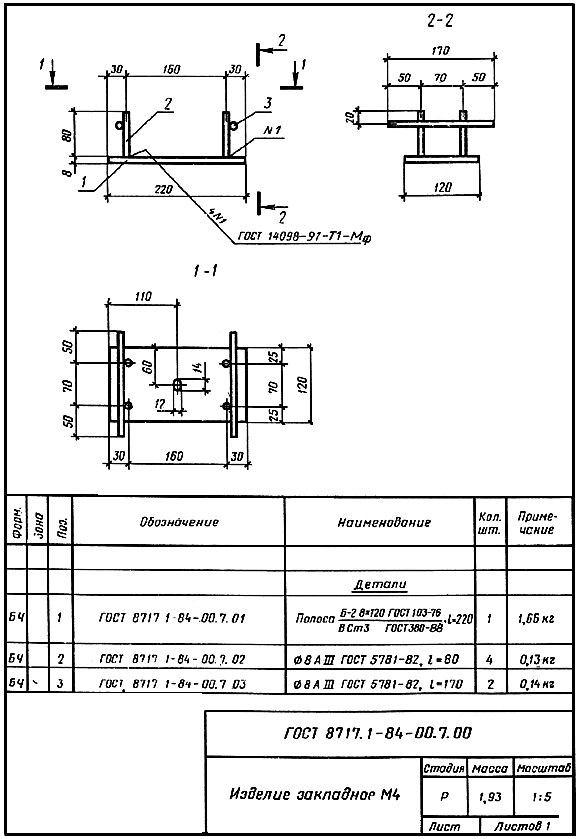 2-2
170
50 70 50
20
120
1 2 1
30 160 30
2 3
N1
80
8
1
220
2
4N1
ГОСТ 14098-91-Т1-Мф
1-1
110
50
70
50
60
14
17
25
70
25
120
30 160 30
Форм. Зона Поз. Обозначение Наименование Кол. шт. Приме-
чание
Детали
БЧ 1 ГОСТ 8717 1-84-00.7.01 Полоса Б-2 8×120 ГОСТ 103-76 / ВСт3 ГОСТ 380-88, l=220 1 1,66 кг
БЧ 2 ГОСТ 8717 1-84-00.7.02 Ф8АIII ГОСТ 5781-82, l=80 4 0,13 кг
БЧ 3 ГОСТ 8717 1-84-00.7 03 Ф8АIII ГОСТ 5781-82, l=170 2 0,14 кг
ГОСТ 8717.1-84-00.7.00
Изделие закладное М4
Стадия Масса Масштаб
Р 1,93 1:5
Лист Листов 1